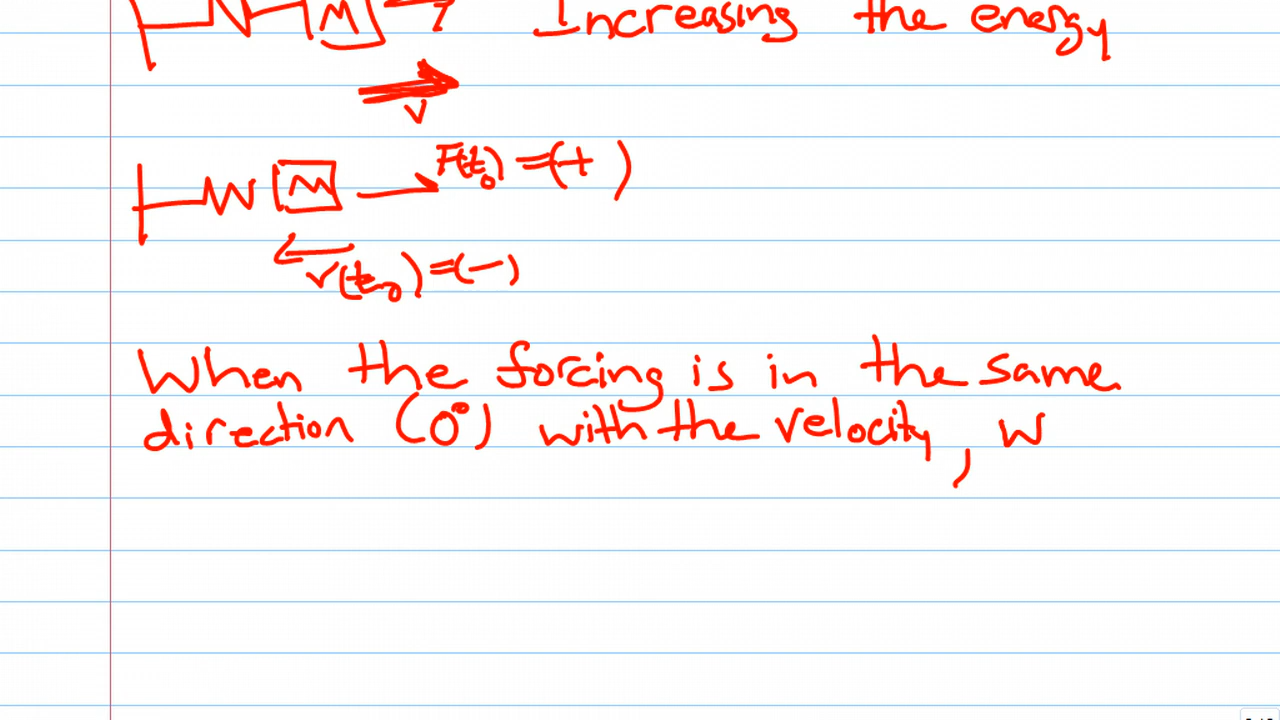 M Increasing the energy
V
M F(t₀) = (+ )
v(t₀) = (-)
When the forcing is in the same
direction (0°) with the velocity, w